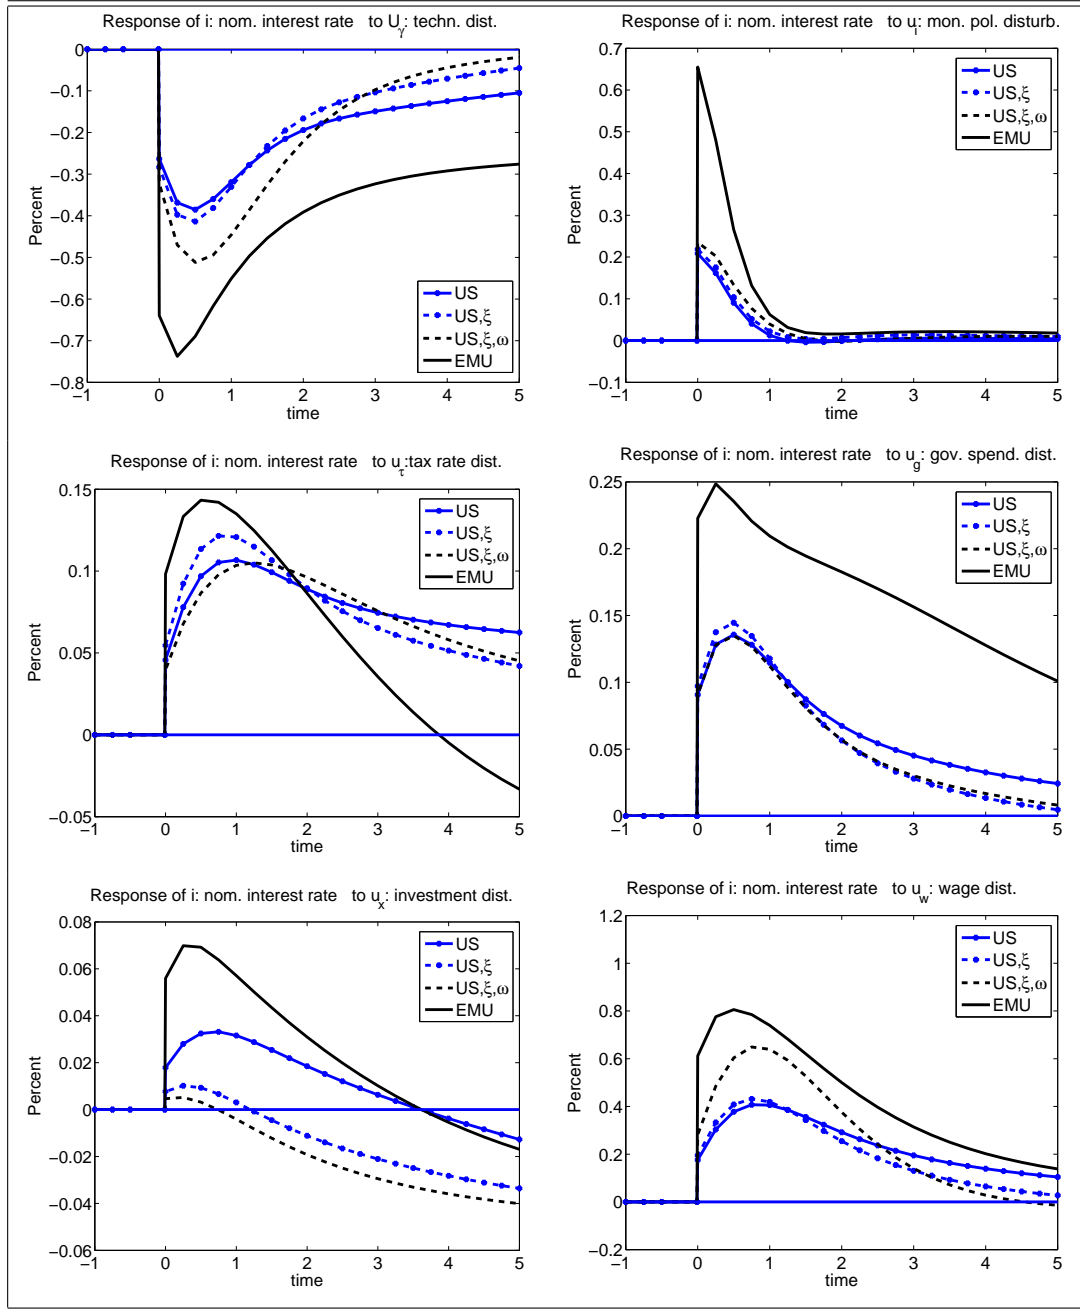 Response of i: nom. interest rate to Uγ: techn. dist.
0
−0.1
−0.2
−0.3
−0.4
−0.5
−0.6
−0.7
−0.8
Percent
US
US,ξ
US,ξ,ω
EMU
−1 0 1 2 3 4 5
time
Response of i: nom. interest rate to ui: mon. pol. disturb.
0.7
0.6
0.5
0.4
0.3
0.2
0.1
0
−0.1
Percent
US
US,ξ
US,ξ,ω
EMU
−1 0 1 2 3 4 5
time
Response of i: nom. interest rate to uτ:tax rate dist.
0.15
0.1
0.05
0
−0.05
Percent
US
US,ξ
US,ξ,ω
EMU
−1 0 1 2 3 4 5
time
Response of i: nom. interest rate to ug: gov. spend. dist.
0.25
0.2
0.15
0.1
0.05
0
Percent
US
US,ξ
US,ξ,ω
EMU
−1 0 1 2 3 4 5
time
Response of i: nom. interest rate to ux: investment dist.
0.08
0.06
0.04
0.02
0
−0.02
−0.04
−0.06
Percent
US
US,ξ
US,ξ,ω
EMU
−1 0 1 2 3 4 5
time
Response of i: nom. interest rate to uw: wage dist.
1.2
1
0.8
0.6
0.4
0.2
0
−0.2
Percent
US
US,ξ
US,ξ,ω
EMU
−1 0 1 2 3 4 5
time